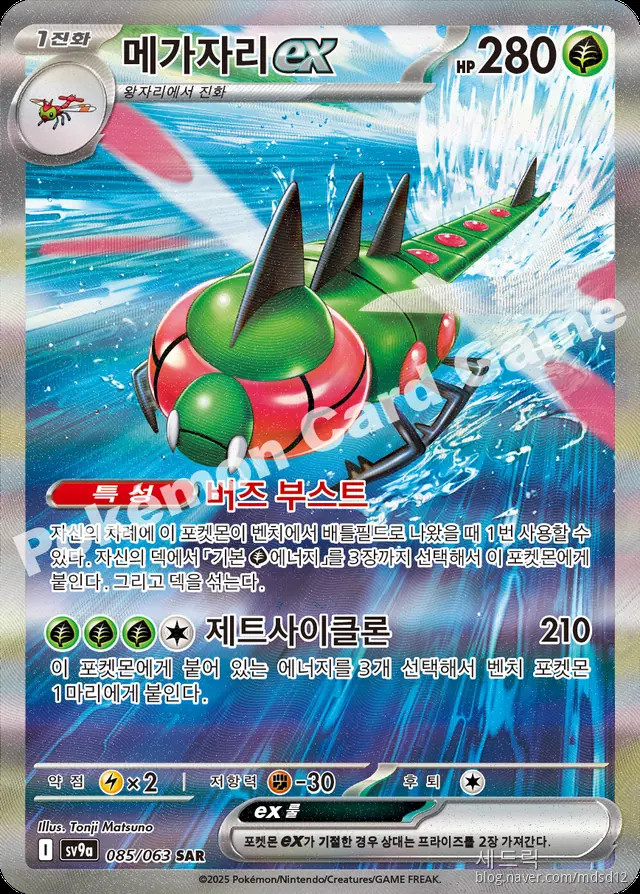 1진화
메가자리 ex
HP 280
왕자리에서 진화
Pokémon Card Game
특성 버즈 부스트
자신의 차례에 이 포켓몬이 벤치에서 배틀필드로 나왔을 때 1번 사용할 수
있다. 자신의 덱에서 「기본 에너지」를 3장까지 선택해서 이 포켓몬에게
붙인다. 그리고 덱을 섞는다.
제트사이클론 210
이 포켓몬에게 붙어 있는 에너지를 3개 선택해서 벤치 포켓몬
1마리에게 붙인다.
약점 ×2 저항력 -30 후퇴
ex 룰
포켓몬 ex가 기절한 경우 상대는 프라이즈를 2장 가져간다.
Illus. Tonji Matsuno
I sv9a 085/063 SAR
©2025 Pokémon/Nintendo/Creatures/GAME FREAK.
세드릭
blog.naver.com/mdsd12